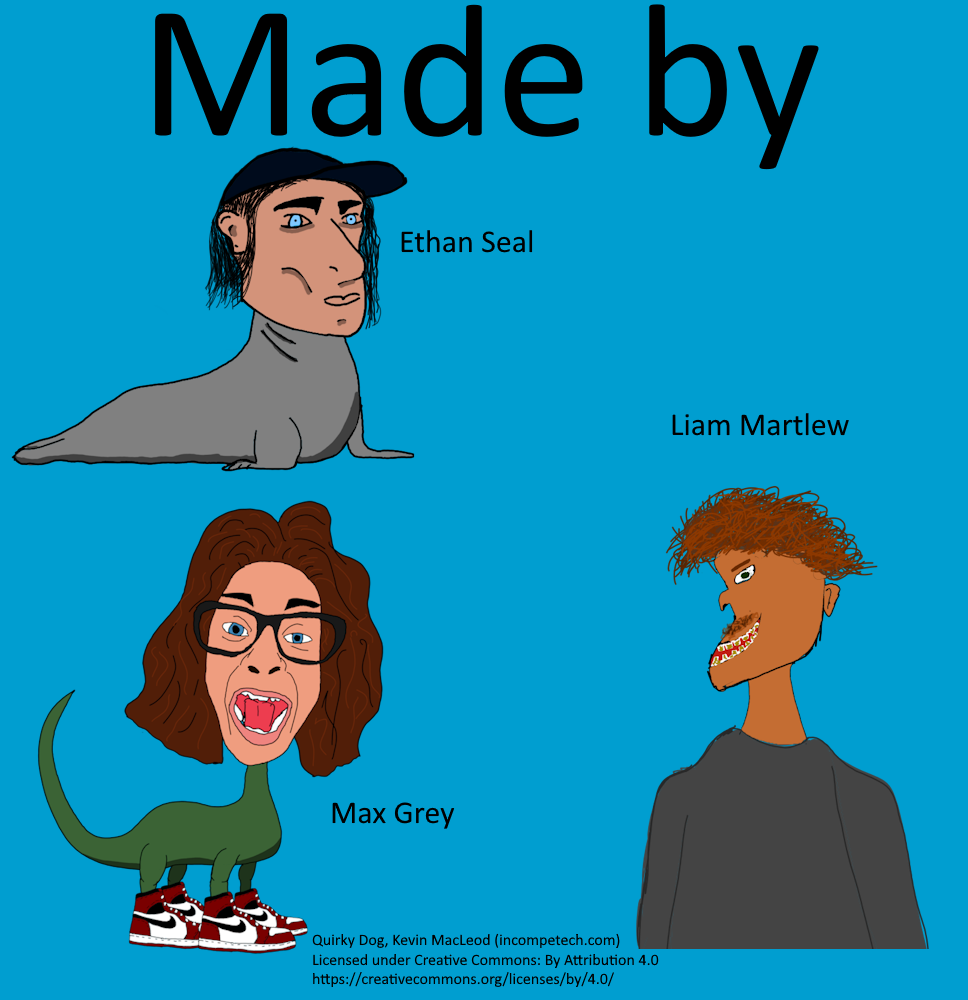 Made by
Ethan Seal
Liam Martlew
Max Grey
Quirky Dog, Kevin MacLeod (incompetech.com)
Licensed under Creative Commons: By Attribution 4.0
https://creativecommons.org/licenses/by/4.0/